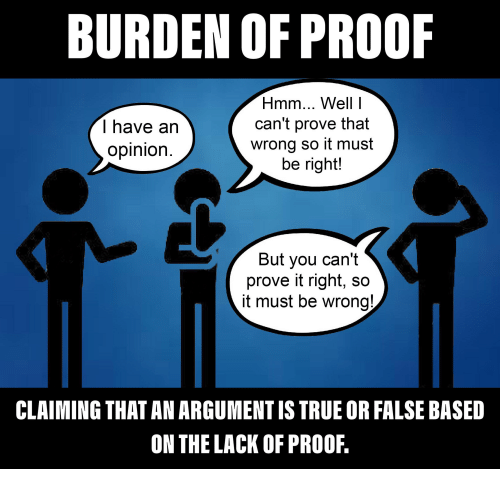 BURDEN OF PROOF
I have an
opinion.
Hmm... Well I
can't prove that
wrong so it must
be right!
But you can't
prove it right, so
it must be wrong!
CLAIMING THAT AN ARGUMENT IS TRUE OR FALSE BASED
ON THE LACK OF PROOF.